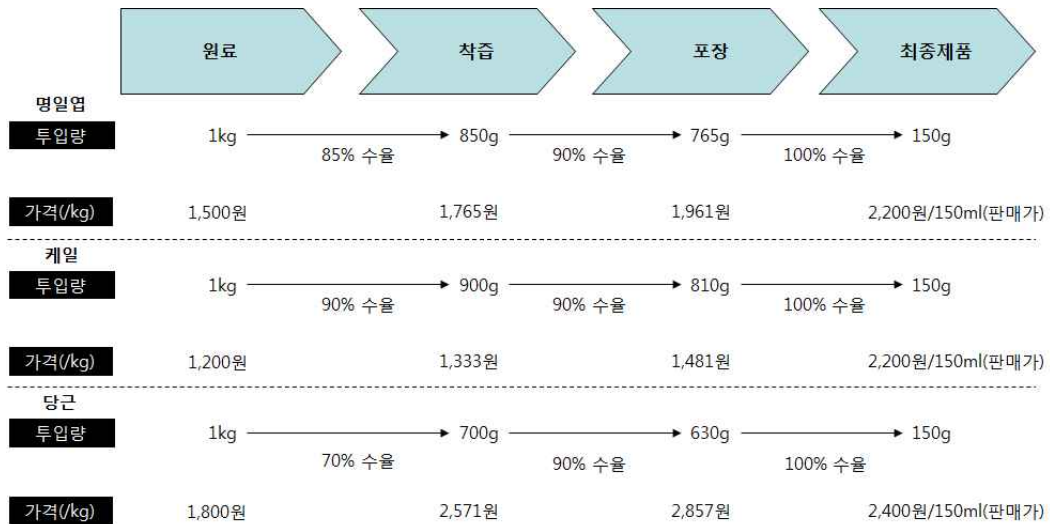 원료 착즙 포장 최종제품
명일엽
투입량 1kg 850g 765g 150g
85% 수율 90% 수율 100% 수율
가격(/kg) 1,500원 1,765원 1,961원 2,200원/150ml(판매가)
케일
투입량 1kg 900g 810g 150g
90% 수율 90% 수율 100% 수율
가격(/kg) 1,200원 1,333원 1,481원 2,200원/150ml(판매가)
당근
투입량 1kg 700g 630g 150g
70% 수율 90% 수율 100% 수율
가격(/kg) 1,800원 2,571원 2,857원 2,400원/150ml(판매가)